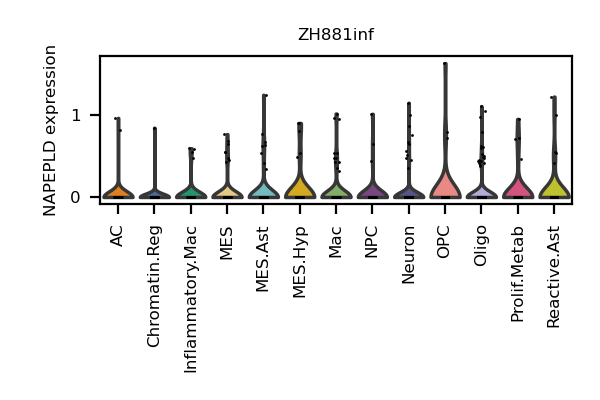 ZH881inf
NAPEPLD expression
1
0
AC
Chromatin.Reg
Inflammatory.Mac
MES
MES.Ast
MES.Hyp
Mac
NPC
Neuron
OPC
Oligo
Prolif.Metab
Reactive.Ast